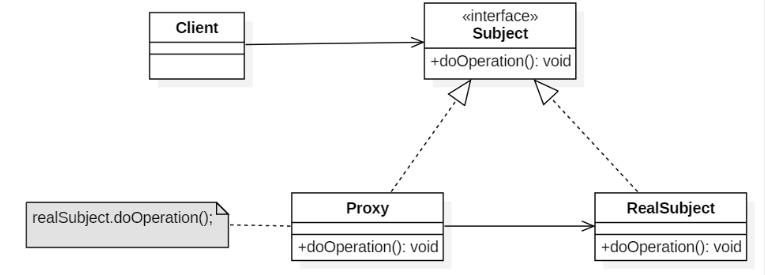 Client
«interface»
Subject
+doOperation(): void
realSubject.doOperation();
Proxy
+doOperation(): void
RealSubject
+doOperation(): void